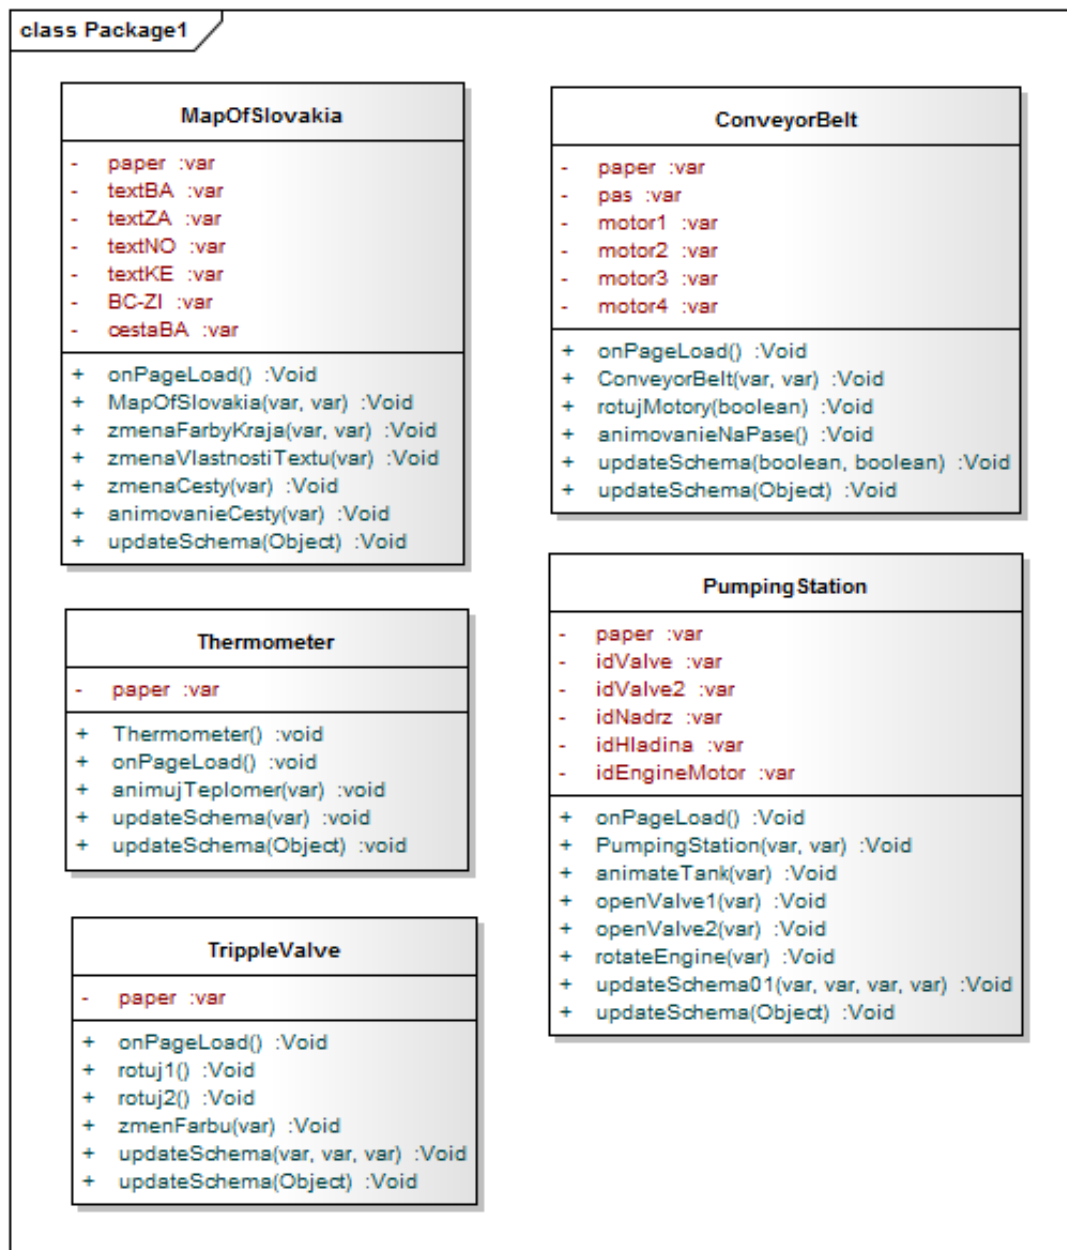 class Package1
MapOfSlovakia
- paper :var
- textBA :var
- textZA :var
- textNO :var
- textKE :var
- BC-ZI :var
- cestaBA :var
+ onPageLoad() :Void
+ MapOfSlovakia(var, var) :Void
+ zmenaFarbyKraja(var, var) :Void
+ zmenaVlastnostiTextu(var) :Void
+ zmenaCesty(var) :Void
+ animovanieCesty(var) :Void
+ updateSchema(Object) :Void
ConveyorBelt
- paper :var
- pas :var
- motor1 :var
- motor2 :var
- motor3 :var
- motor4 :var
+ onPageLoad() :Void
+ ConveyorBelt(var, var) :Void
+ rotujMotory(boolean) :Void
+ animovanieNaPase() :Void
+ updateSchema(boolean, boolean) :Void
+ updateSchema(Object) :Void
Thermometer
- paper :var
+ Thermometer() :void
+ onPageLoad() :void
+ animujTeplomer(var) :void
+ updateSchema(var) :void
+ updateSchema(Object) :void
PumpingStation
- paper :var
- idValve :var
- idValve2 :var
- idNadrz :var
- idHladina :var
- idEngineMotor :var
+ onPageLoad() :Void
+ PumpingStation(var, var) :Void
+ animateTank(var) :Void
+ openValve1(var) :Void
+ openValve2(var) :Void
+ rotateEngine(var) :Void
+ updateSchema01(var, var, var, var) :Void
+ updateSchema(Object) :Void
TrippleValve
- paper :var
+ onPageLoad() :Void
+ rotuj1() :Void
+ rotuj2() :Void
+ zmenFarbu(var) :Void
+ updateSchema(var, var, var) :Void
+ updateSchema(Object) :Void